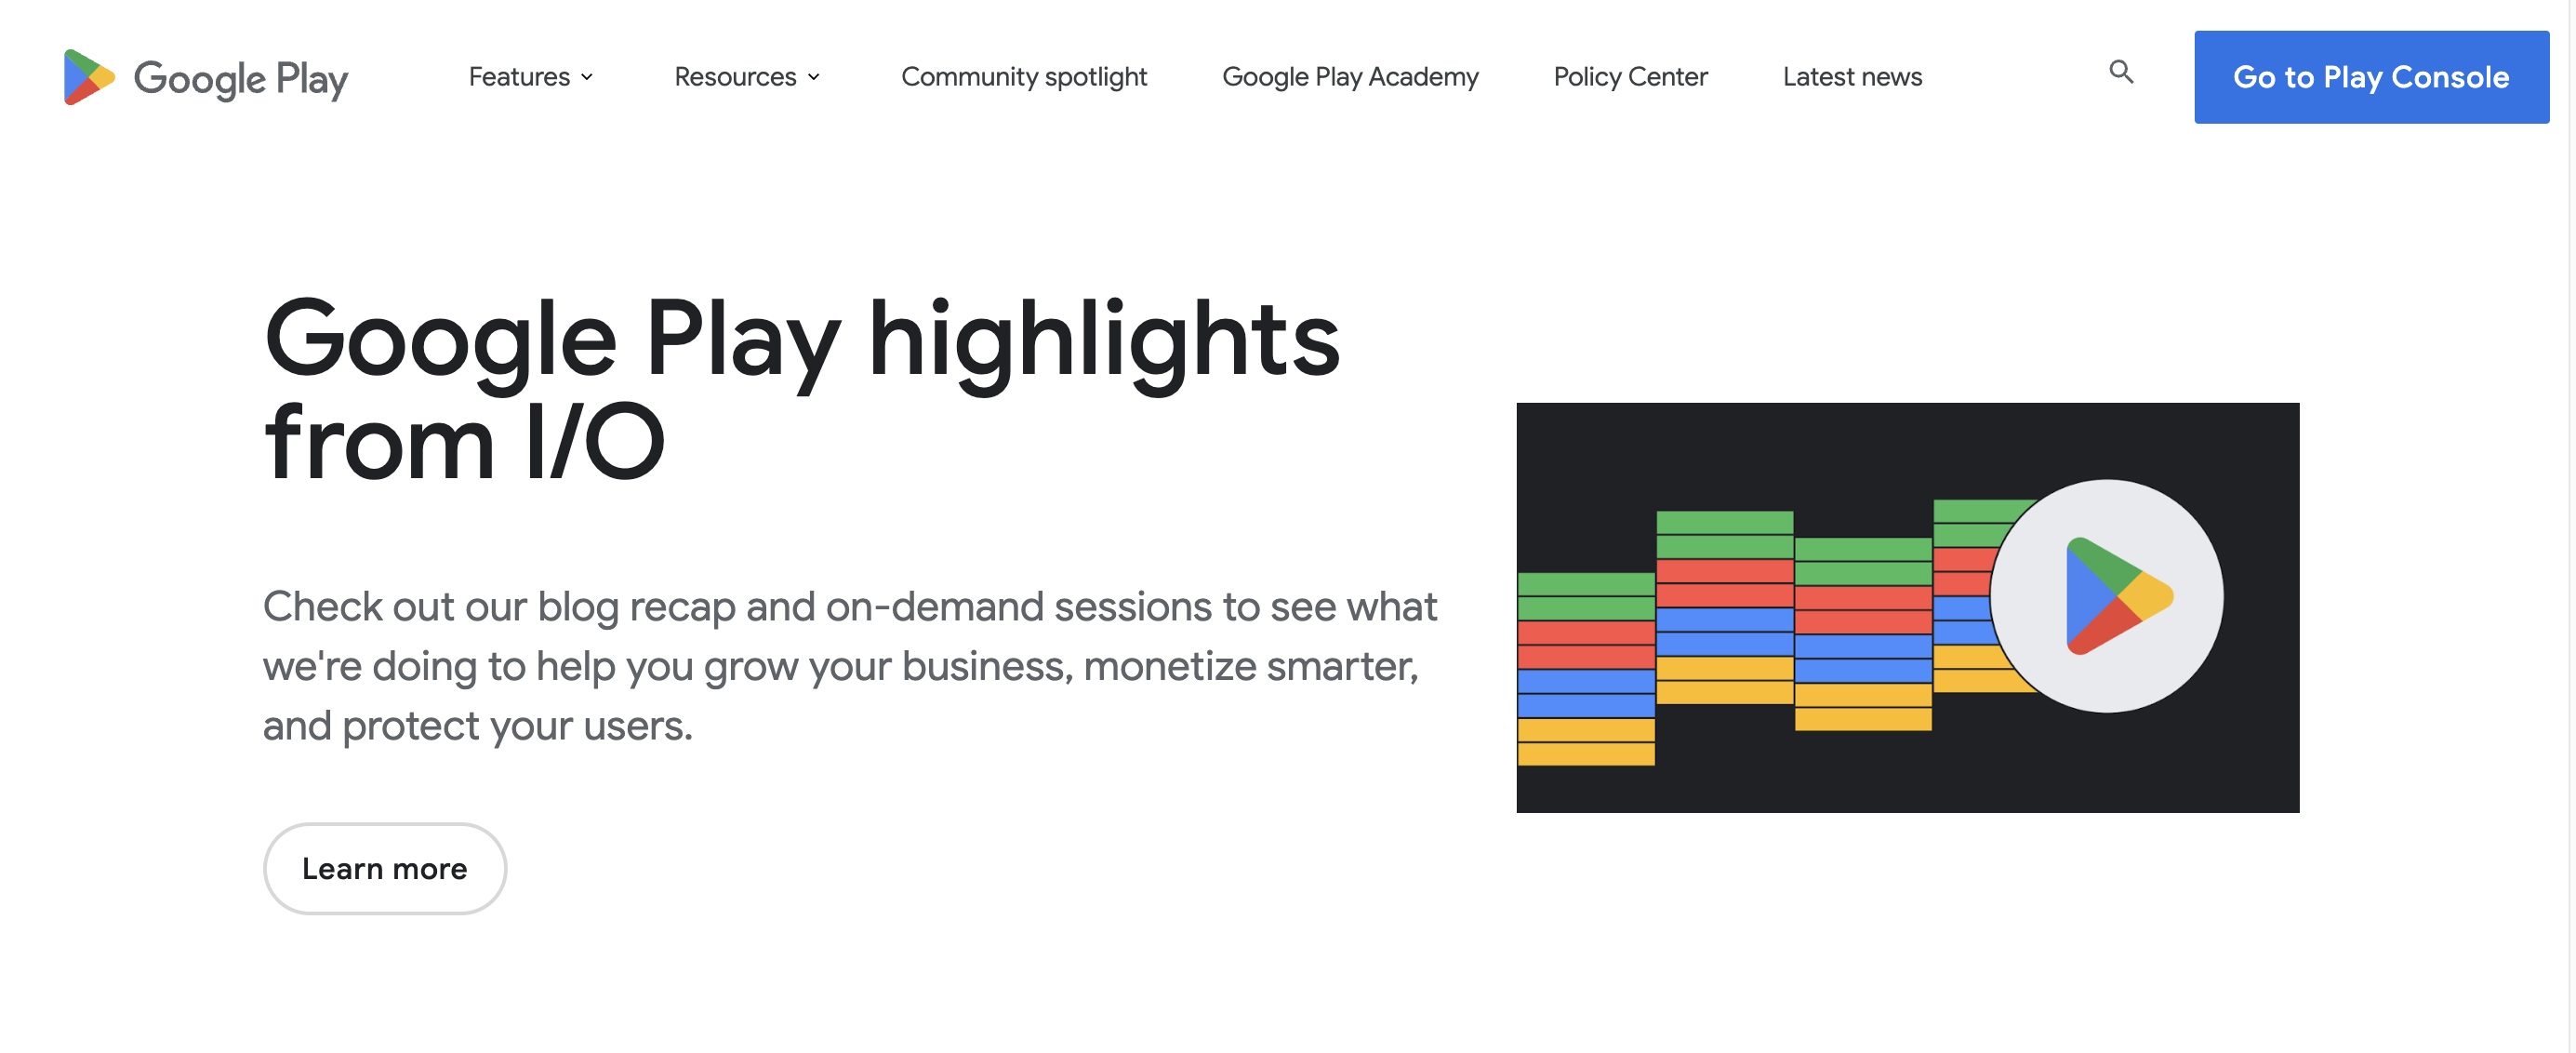 Google Play
Features
Resources
Community spotlight
Google Play Academy
Policy Center
Latest news
Go to Play Console
Google Play highlights
from I/O
Check out our blog recap and on-demand sessions to see what
we're doing to help you grow your business, monetize smarter,
and protect your users.
Learn more